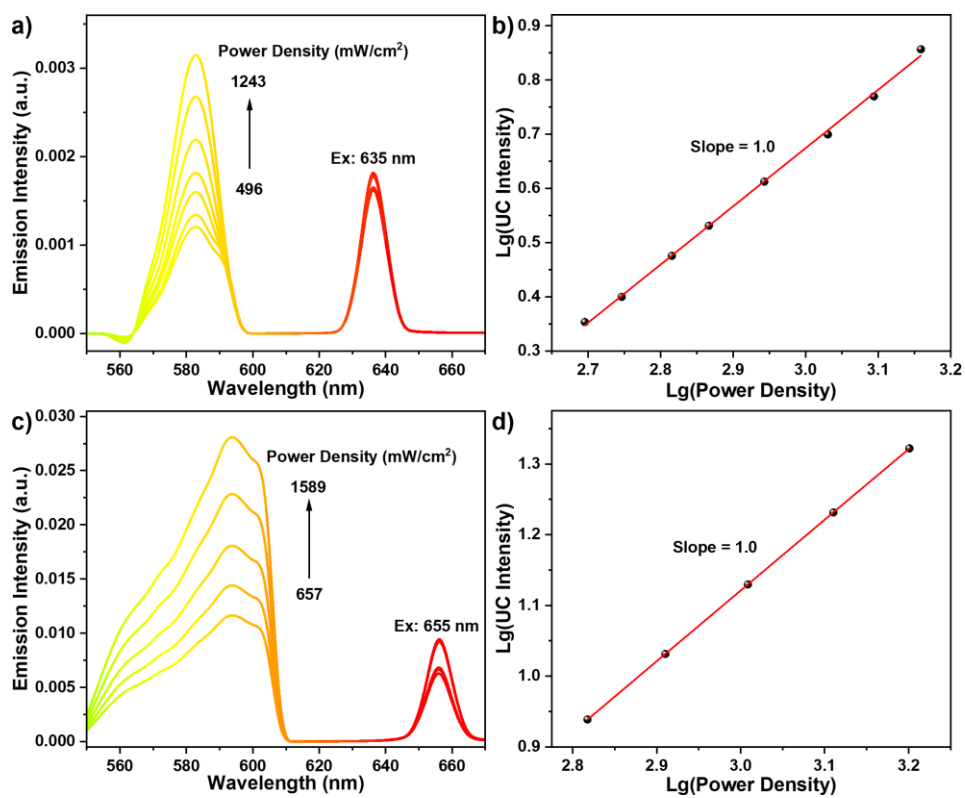 a)
Power Density (mW/cm²)
1243
496
Ex: 635 nm
Emission Intensity (a.u.)
0.003
0.002
0.001
0.000
560 580 600 620 640 660
Wavelength (nm)
b)
Slope = 1.0
Lg(UC Intensity)
0.9
0.8
0.7
0.6
0.5
0.4
0.3
2.7 2.8 2.9 3.0 3.1 3.2
Lg(Power Density)
c)
Power Density (mW/cm²)
1589
657
Ex: 655 nm
Emission Intensity (a.u.)
0.030
0.025
0.020
0.015
0.010
0.005
0.000
560 580 600 620 640 660
Wavelength (nm)
d)
Slope = 1.0
Lg(UC Intensity)
1.3
1.2
1.1
1.0
0.9
2.8 2.9 3.0 3.1 3.2
Lg(Power Density)